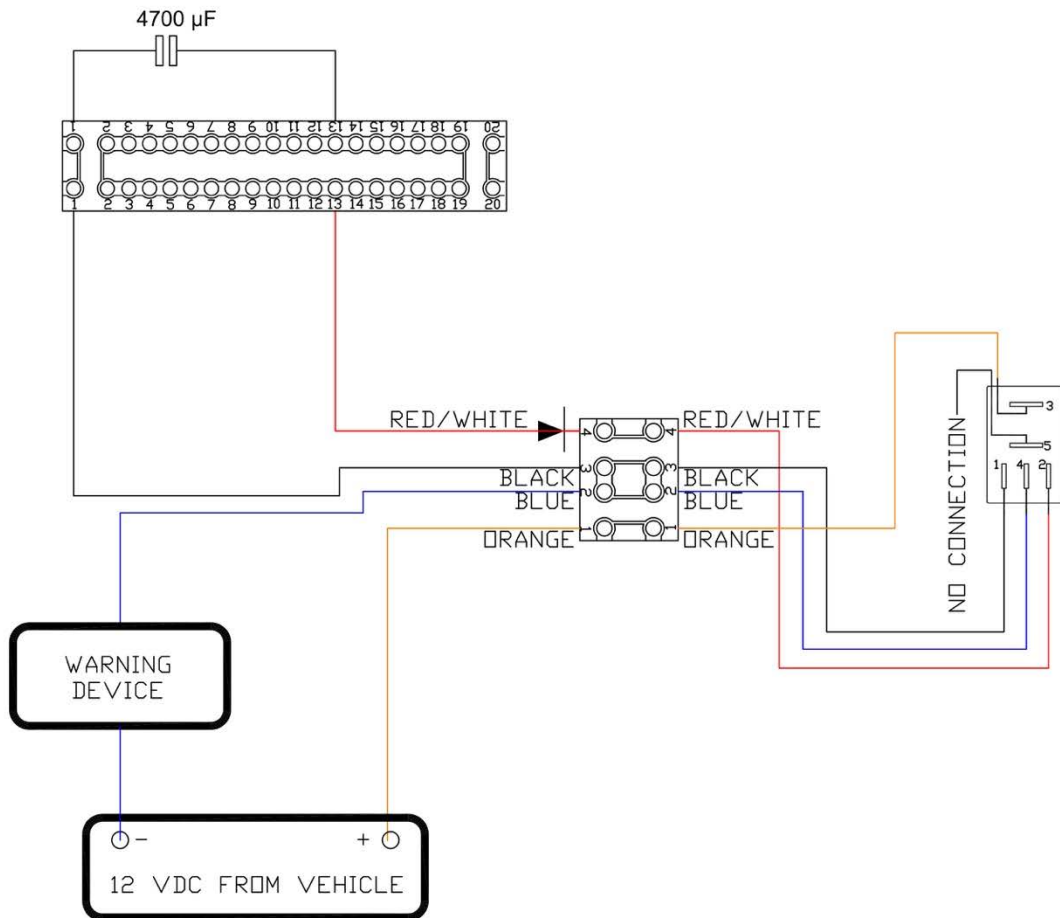 4700 µF
1 2 3 4 5 6 7 8 9 10 11 12 13 14 15 16 17 18 19 20
1 2 3 4 5 6 7 8 9 10 11 12 13 14 15 16 17 18 19 20
3
5
1 4 2
NO CONNECTION
RED/WHITE 4 4 RED/WHITE
BLACK 3 3 BLACK
BLUE 2 2 BLUE
ORANGE 1 1 ORANGE
WARNING
DEVICE
- +
12 VDC FROM VEHICLE